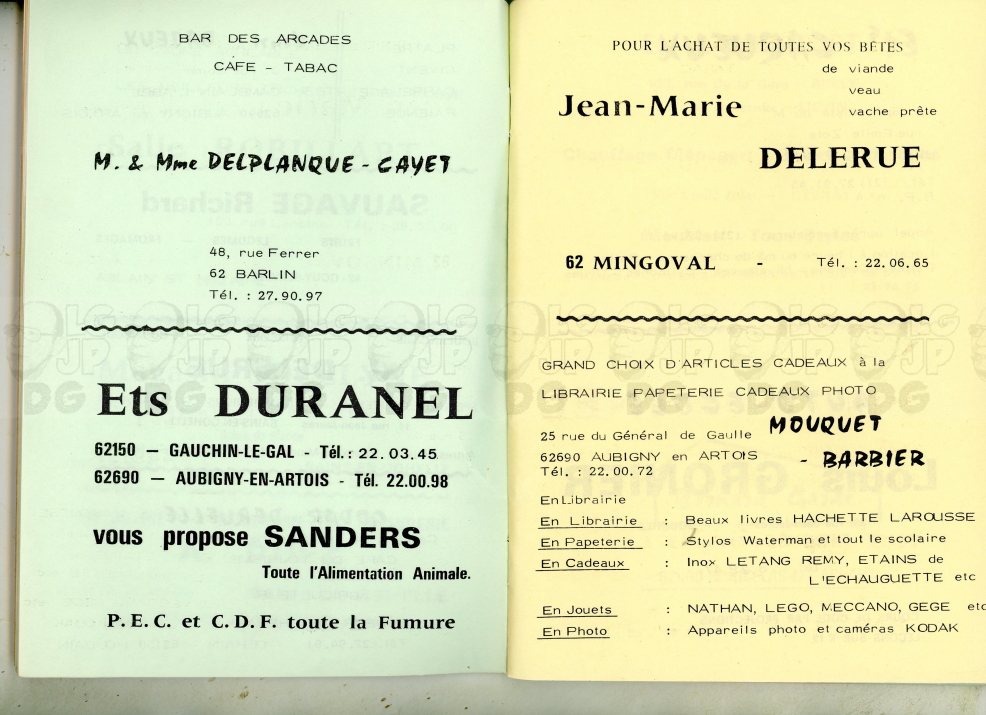 BAR DES ARCADES
CAFE - TABAC
M. & Mme DELPLANQUE - CAYET
48, rue Ferrer
62 BARLIN
Tél. : 27.90.97
Ets DURANEL
62150 — GAUCHIN-LE-GAL - Tél. : 22.03.45
62690 — AUBIGNY-EN-ARTOIS - Tél. 22.00.98
vous propose SANDERS
Toute l'Alimentation Animale.
P.E.C. et C.D.F. toute la Fumure
POUR L'ACHAT DE TOUTES VOS BÊTES
de viande
veau
vache prête
Jean-Marie
DELERUE
62 MINGOVAL - Tél. : 22.06.65
GRAND CHOIX D'ARTICLES CADEAUX à la
LIBRAIRIE PAPETERIE CADEAUX PHOTO
MOUQUET
- BARBIER
25 rue du Général de Gaulle
62690 AUBIGNY en ARTOIS
Tél. : 22.00.72
En Librairie
En Librairie : Beaux livres HACHETTE LAROUSSE
En Papeterie : Stylos Waterman et tout le scolaire
En Cadeaux : Inox LETANG REMY, ETAINS de
L'ECHAUGUETTE etc
En Jouets : NATHAN, LEGO, MECCANO, GEGE etc
En Photo : Appareils photo et caméras KODAK